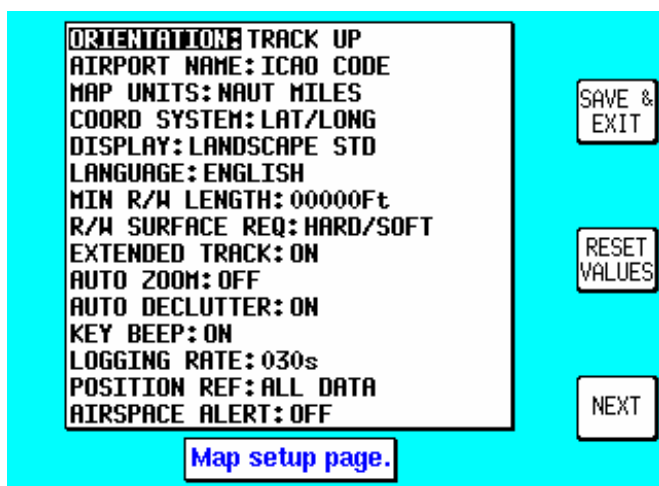 ORIENTATION: TRACK UP
AIRPORT NAME: ICAO CODE
MAP UNITS: NAUT MILES
COORD SYSTEM: LAT/LONG
DISPLAY: LANDSCAPE STD
LANGUAGE: ENGLISH
MIN R/W LENGTH: 00000Ft
R/W SURFACE REQ: HARD/SOFT
EXTENDED TRACK: ON
AUTO ZOOM: OFF
AUTO DECLUTTER: ON
KEY BEEP: ON
LOGGING RATE: 030s
POSITION REF: ALL DATA
AIRSPACE ALERT: OFF
SAVE &
EXIT
RESET
VALUES
NEXT
Map setup page.